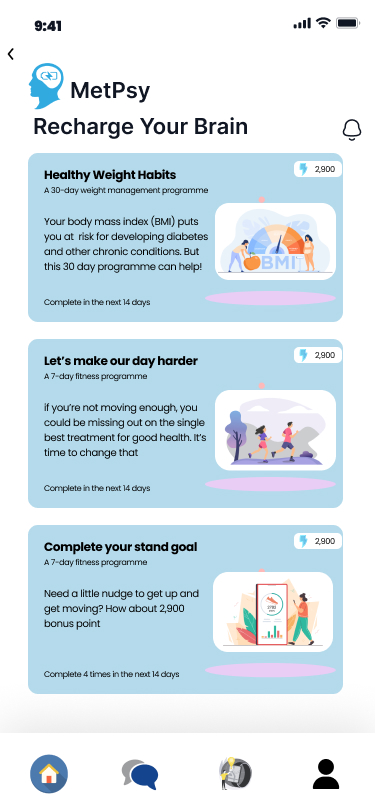 9:41
MetPsy
Recharge Your Brain
2,900
Healthy Weight Habits
A 30-day weight management programme
Your body mass index (BMI) puts
you at risk for developing diabetes
and other chronic conditions. But
this 30 day programme can help!
BMI
Complete in the next 14 days
2,900
Let's make our day harder
A 7-day fitness programme
if you're not moving enough, you
could be missing out on the single
best treatment for good health. It's
time to change that
Complete in the next 14 days
2,900
Complete your stand goal
A 7-day fitness programme
Need a little nudge to get up and
get moving? How about 2,900
bonus point
Complete 4 times in the next 14 days